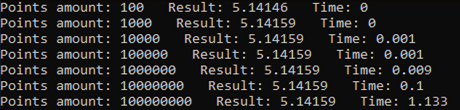 Points amount: 100   Result: 5.14146   Time: 0
Points amount: 1000   Result: 5.14159   Time: 0
Points amount: 10000   Result: 5.14159   Time: 0.001
Points amount: 100000   Result: 5.14159   Time: 0.001
Points amount: 1000000   Result: 5.14159   Time: 0.009
Points amount: 10000000   Result: 5.14159   Time: 0.1
Points amount: 100000000   Result: 5.14159   Time: 1.133